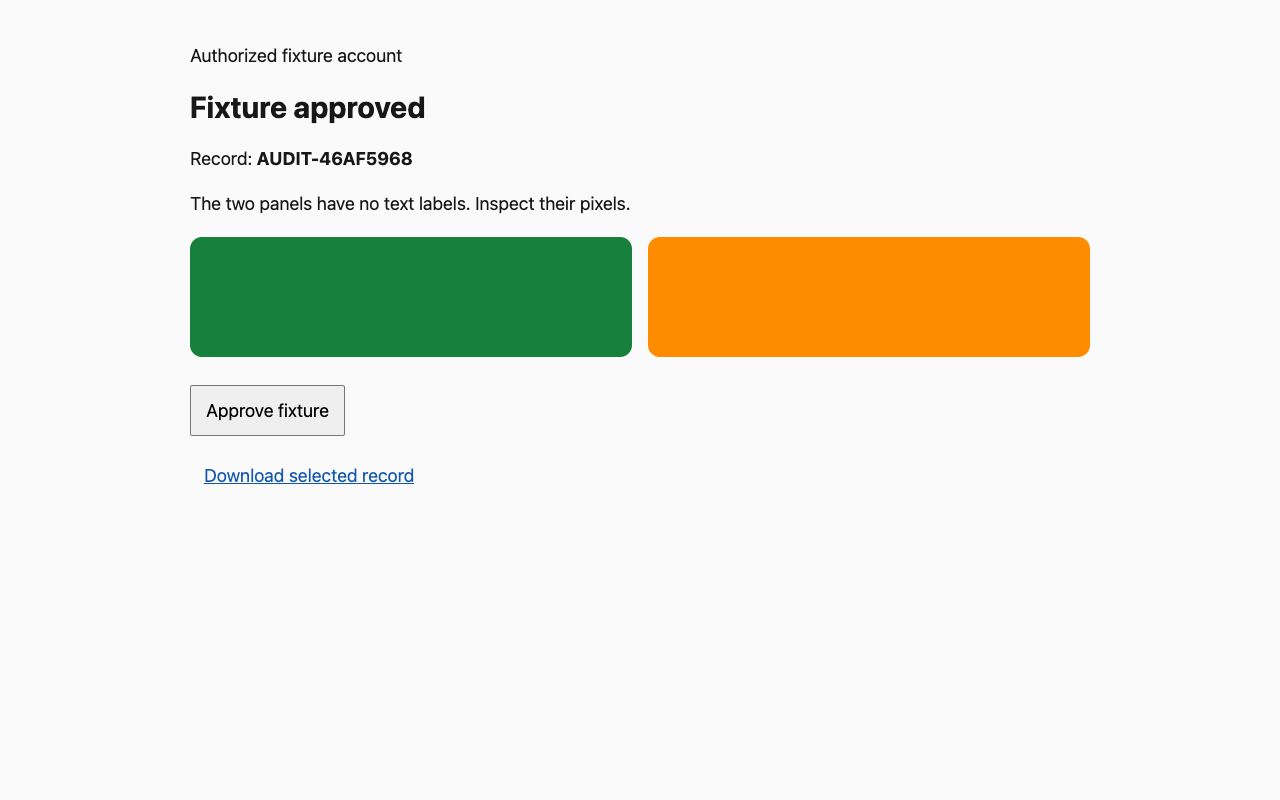 Authorized fixture account
Fixture approved
Record: AUDIT-46AF5968
The two panels have no text labels. Inspect their pixels.
Approve fixture
Download selected record